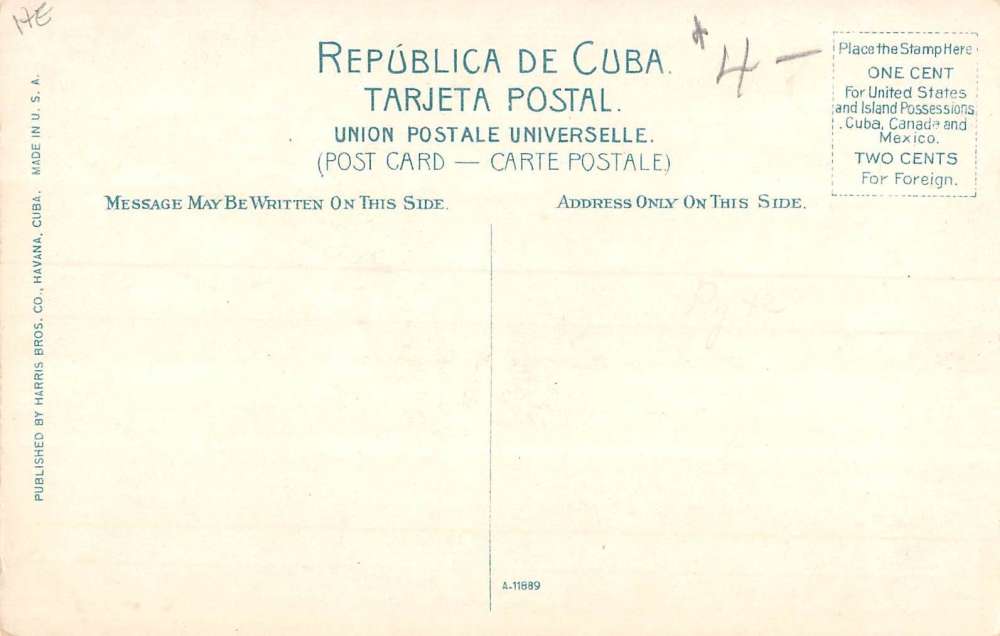 REPÚBLICA DE CUBA.
TARJETA POSTAL.
UNION POSTALE UNIVERSELLE.
(POST CARD — CARTE POSTALE)
MESSAGE MAY BE WRITTEN ON THIS SIDE.
ADDRESS ONLY ON THIS SIDE.
4 —
Place the Stamp Here
ONE CENT
For United States
and Island Possessions,
Cuba, Canada and
Mexico.
TWO CENTS
For Foreign.
PUBLISHED BY HARRIS BROS. CO., HAVANA, CUBA. MADE IN U. S. A.
A-11889